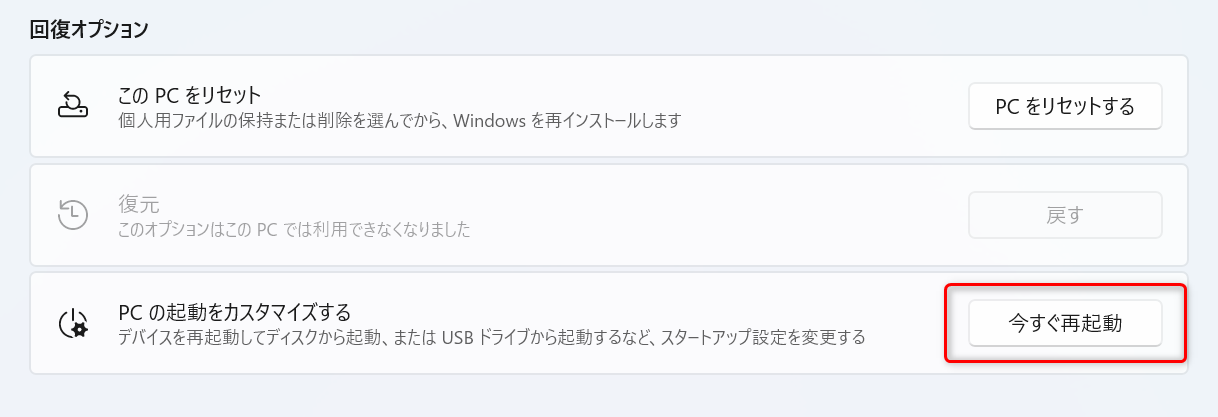 回復オプション
この PC をリセット
個人用ファイルの保持または削除を選んでから、Windows を再インストールします
PC をリセットする
復元
このオプションはこの PC では利用できなくなりました
戻す
PC の起動をカスタマイズする
デバイスを再起動してディスクから起動、または USB ドライブから起動するなど、スタートアップ設定を変更する
今すぐ再起動